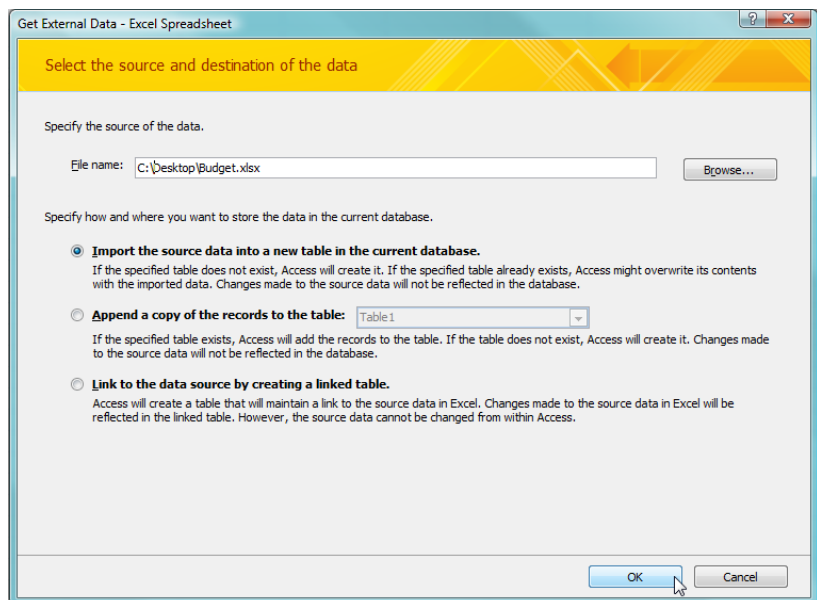 Get External Data - Excel Spreadsheet
Select the source and destination of the data
Specify the source of the data.
File name: C:\Desktop\Budget.xlsx Browse...
Specify how and where you want to store the data in the current database.
Import the source data into a new table in the current database.
If the specified table does not exist, Access will create it. If the specified table already exists, Access might overwrite its contents
with the imported data. Changes made to the source data will not be reflected in the database.
Append a copy of the records to the table: Table1
If the specified table exists, Access will add the records to the table. If the table does not exist, Access will create it. Changes made
to the source data will not be reflected in the database.
Link to the data source by creating a linked table.
Access will create a table that will maintain a link to the source data in Excel. Changes made to the source data in Excel will be
reflected in the linked table. However, the source data cannot be changed from within Access.
OK Cancel